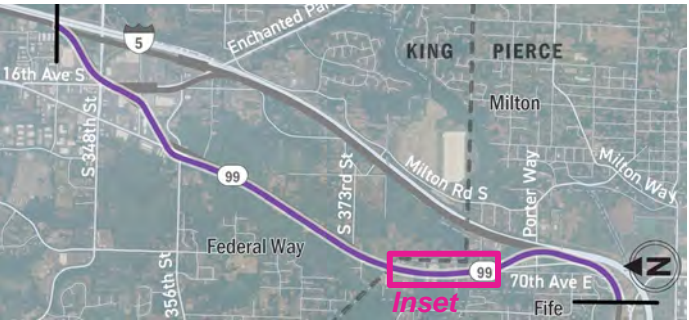 5
Enchanted Pa
KING
PIERCE
16th Ave S
Milton
S 348th St
99
S 373rd St
Milton Rd S
Porter Way
Milton Way
Federal Way
356th St
99
70th Ave E
N
Inset
Fife